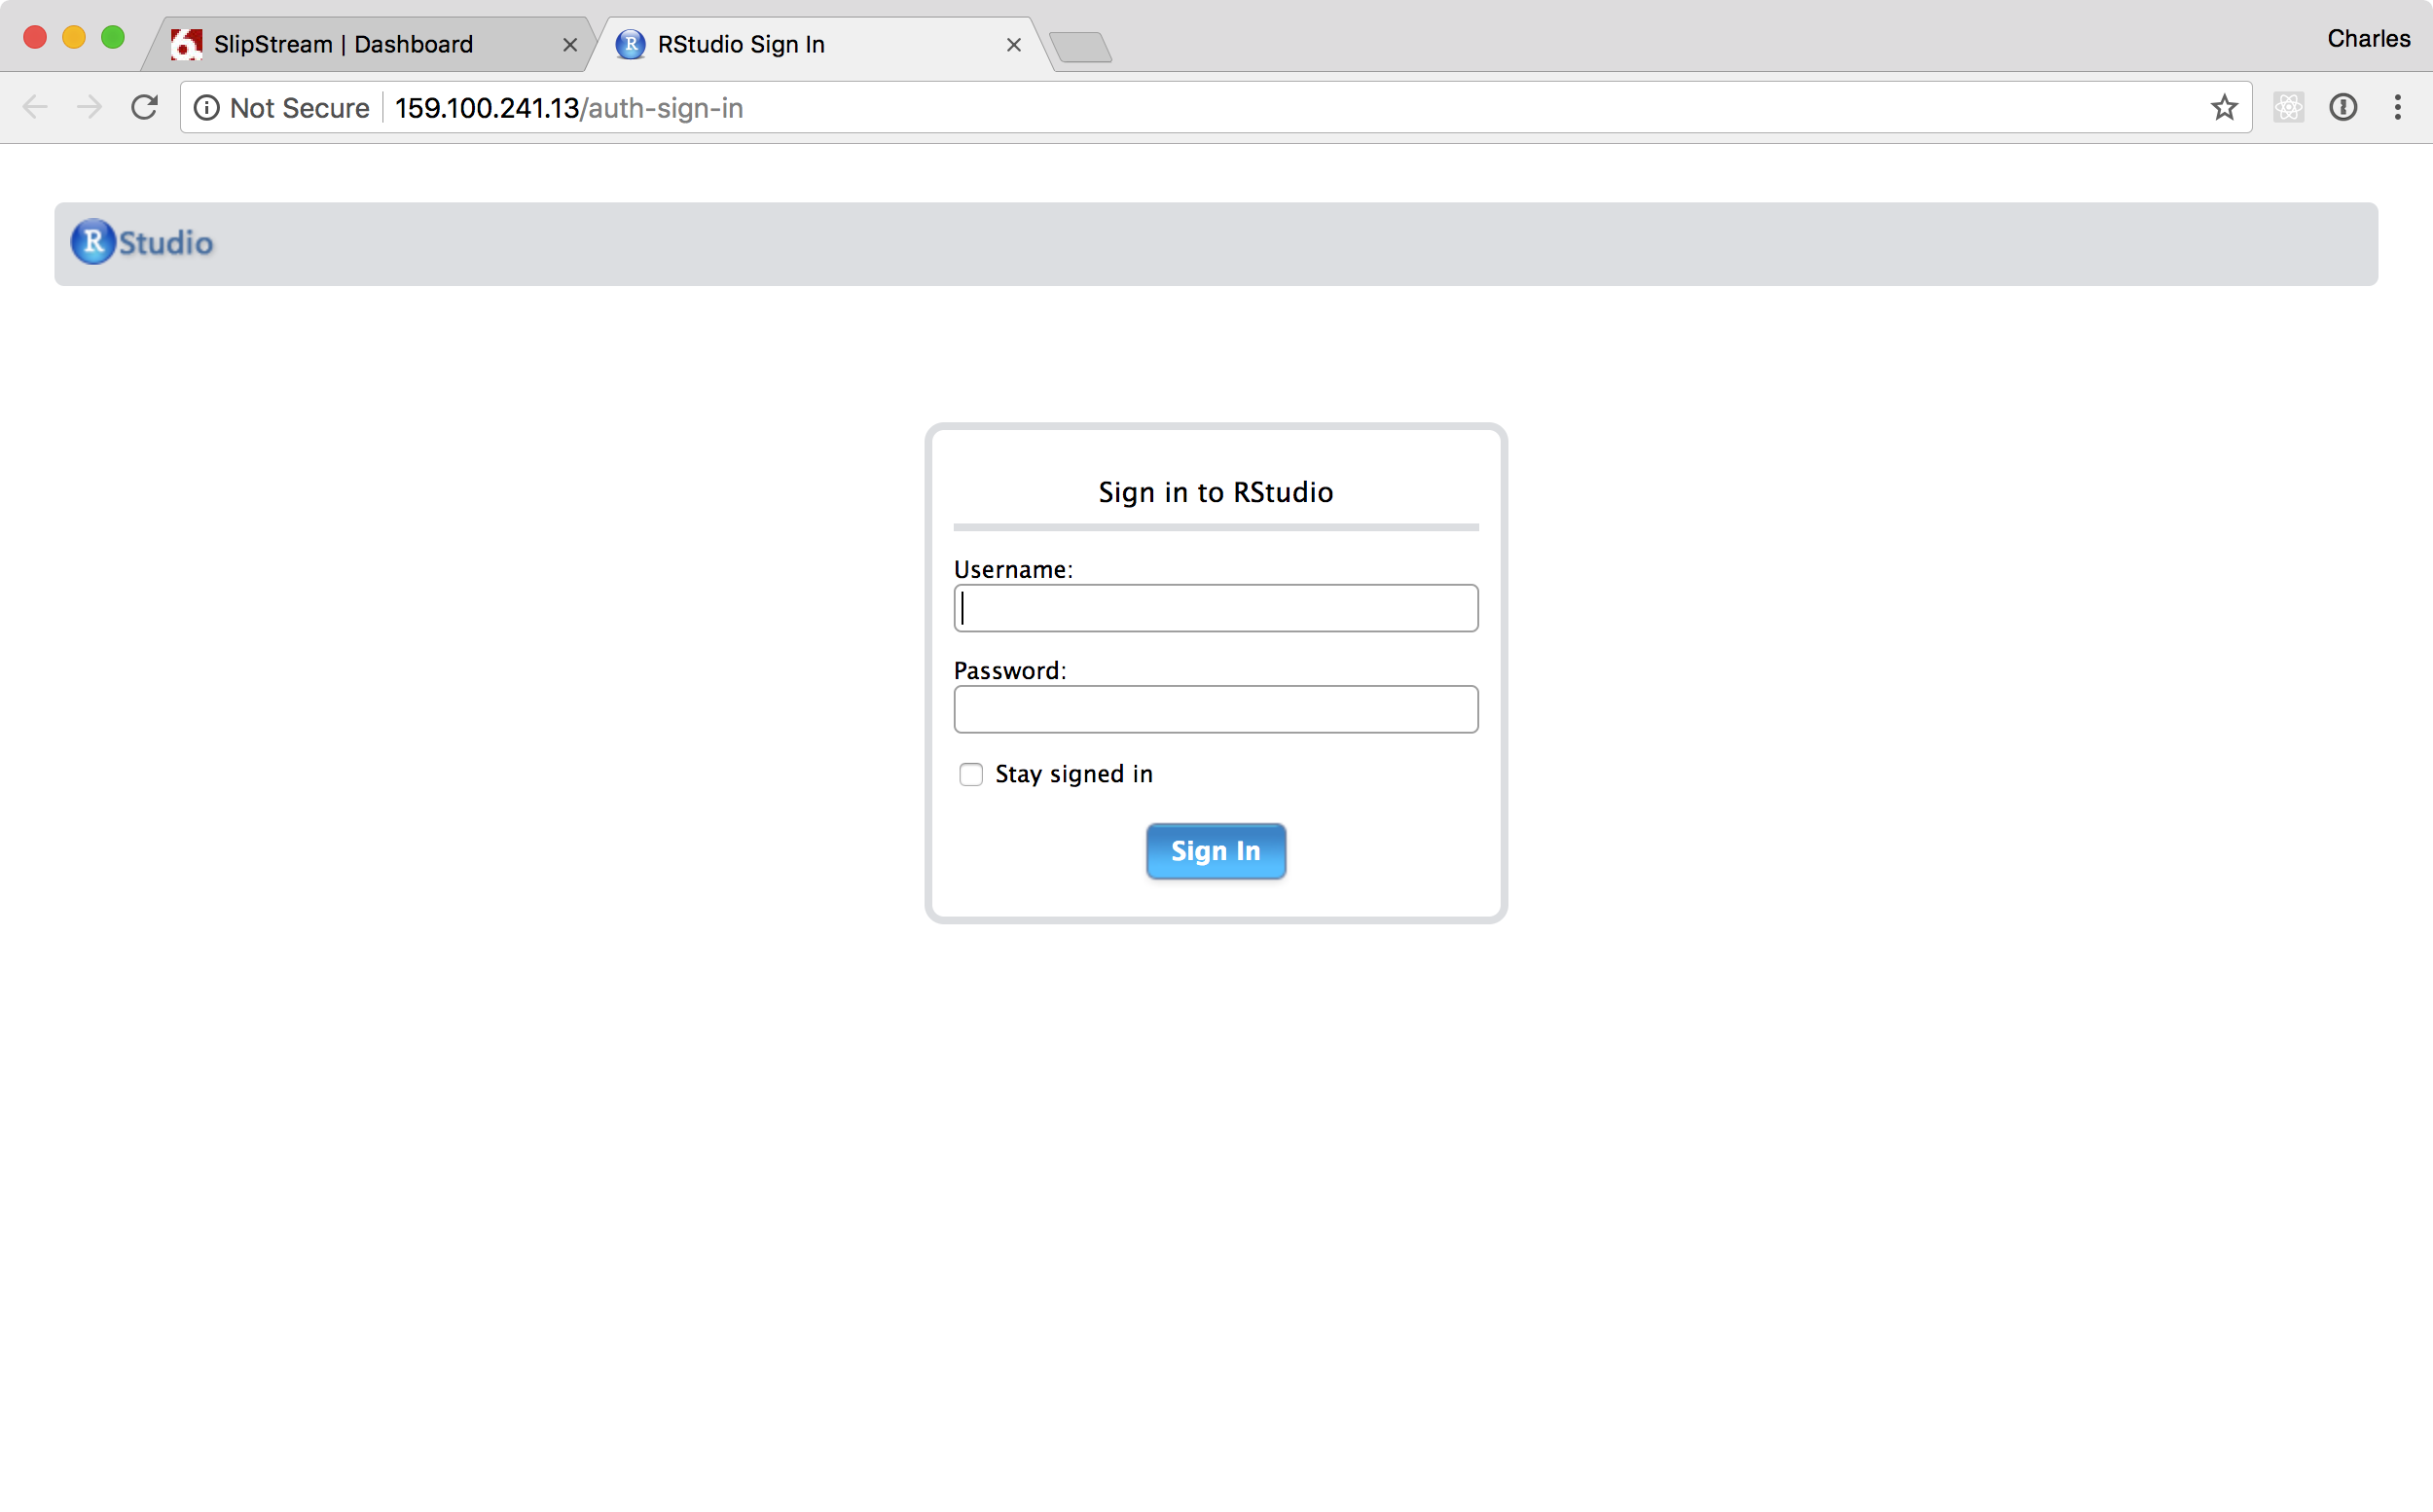 SlipStream | Dashboard
RStudio Sign In
Charles
Not Secure
159.100.241.13/auth-sign-in
R Studio
Sign in to RStudio
Username:
Password:
Stay signed in
Sign In